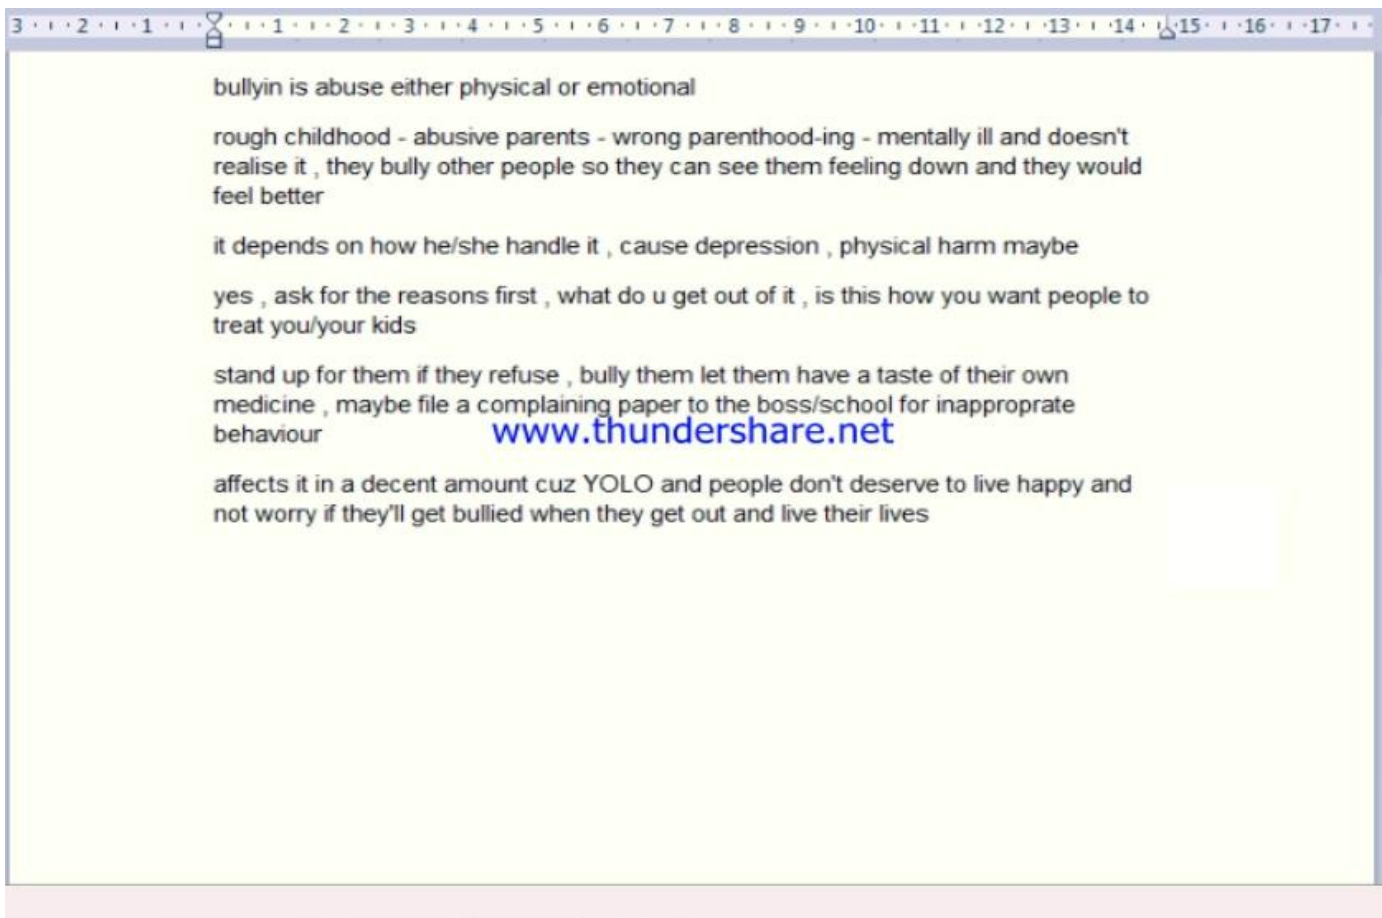 3 2 1 1 2 3 4 5 6 7 8 9 10 11 12 13 14 15 16 17
bullyin is abuse either physical or emotional
rough childhood - abusive parents - wrong parenthood-ing - mentally ill and doesn't
realise it , they bully other people so they can see them feeling down and they would
feel better
it depends on how he/she handle it , cause depression , physical harm maybe
yes , ask for the reasons first , what do u get out of it , is this how you want people to
treat you/your kids
stand up for them if they refuse , bully them let them have a taste of their own
medicine , maybe file a complaining paper to the boss/school for inapproprate
behaviour
www.thundershare.net
affects it in a decent amount cuz YOLO and people don't deserve to live happy and
not worry if they'll get bullied when they get out and live their lives